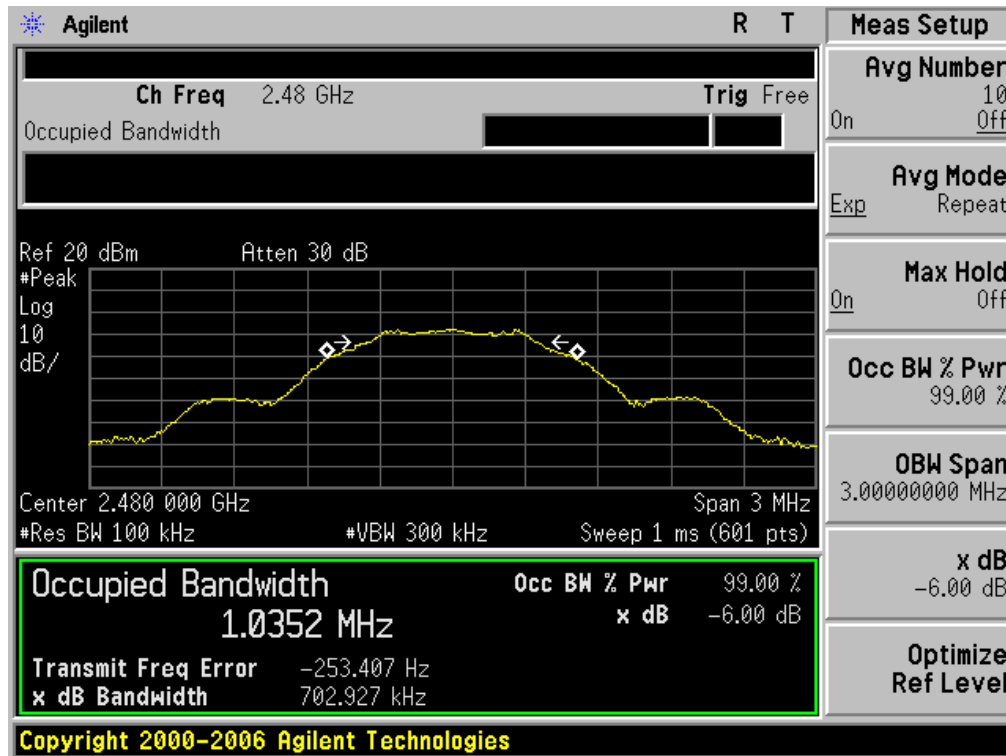 Agilent R T
Meas Setup
Ch Freq 2.48 GHz Trig Free
Occupied Bandwidth
Ref 20 dBm Atten 30 dB
#Peak
Log
10
dB/
Center 2.480 000 GHz Span 3 MHz
#Res BW 100 kHz #VBW 300 kHz Sweep 1 ms (601 pts)
Occupied Bandwidth
1.0352 MHz
Occ BW % Pwr 99.00 %
x dB -6.00 dB
Transmit Freq Error -253.407 Hz
x dB Bandwidth 702.927 kHz
Avg Number
10
On Off
Avg Mode
Exp Repeat
Max Hold
On Off
Occ BW % Pwr
99.00 %
OBW Span
3.00000000 MHz
x dB
-6.00 dB
Optimize
Ref Level
Copyright 2000-2006 Agilent Technologies